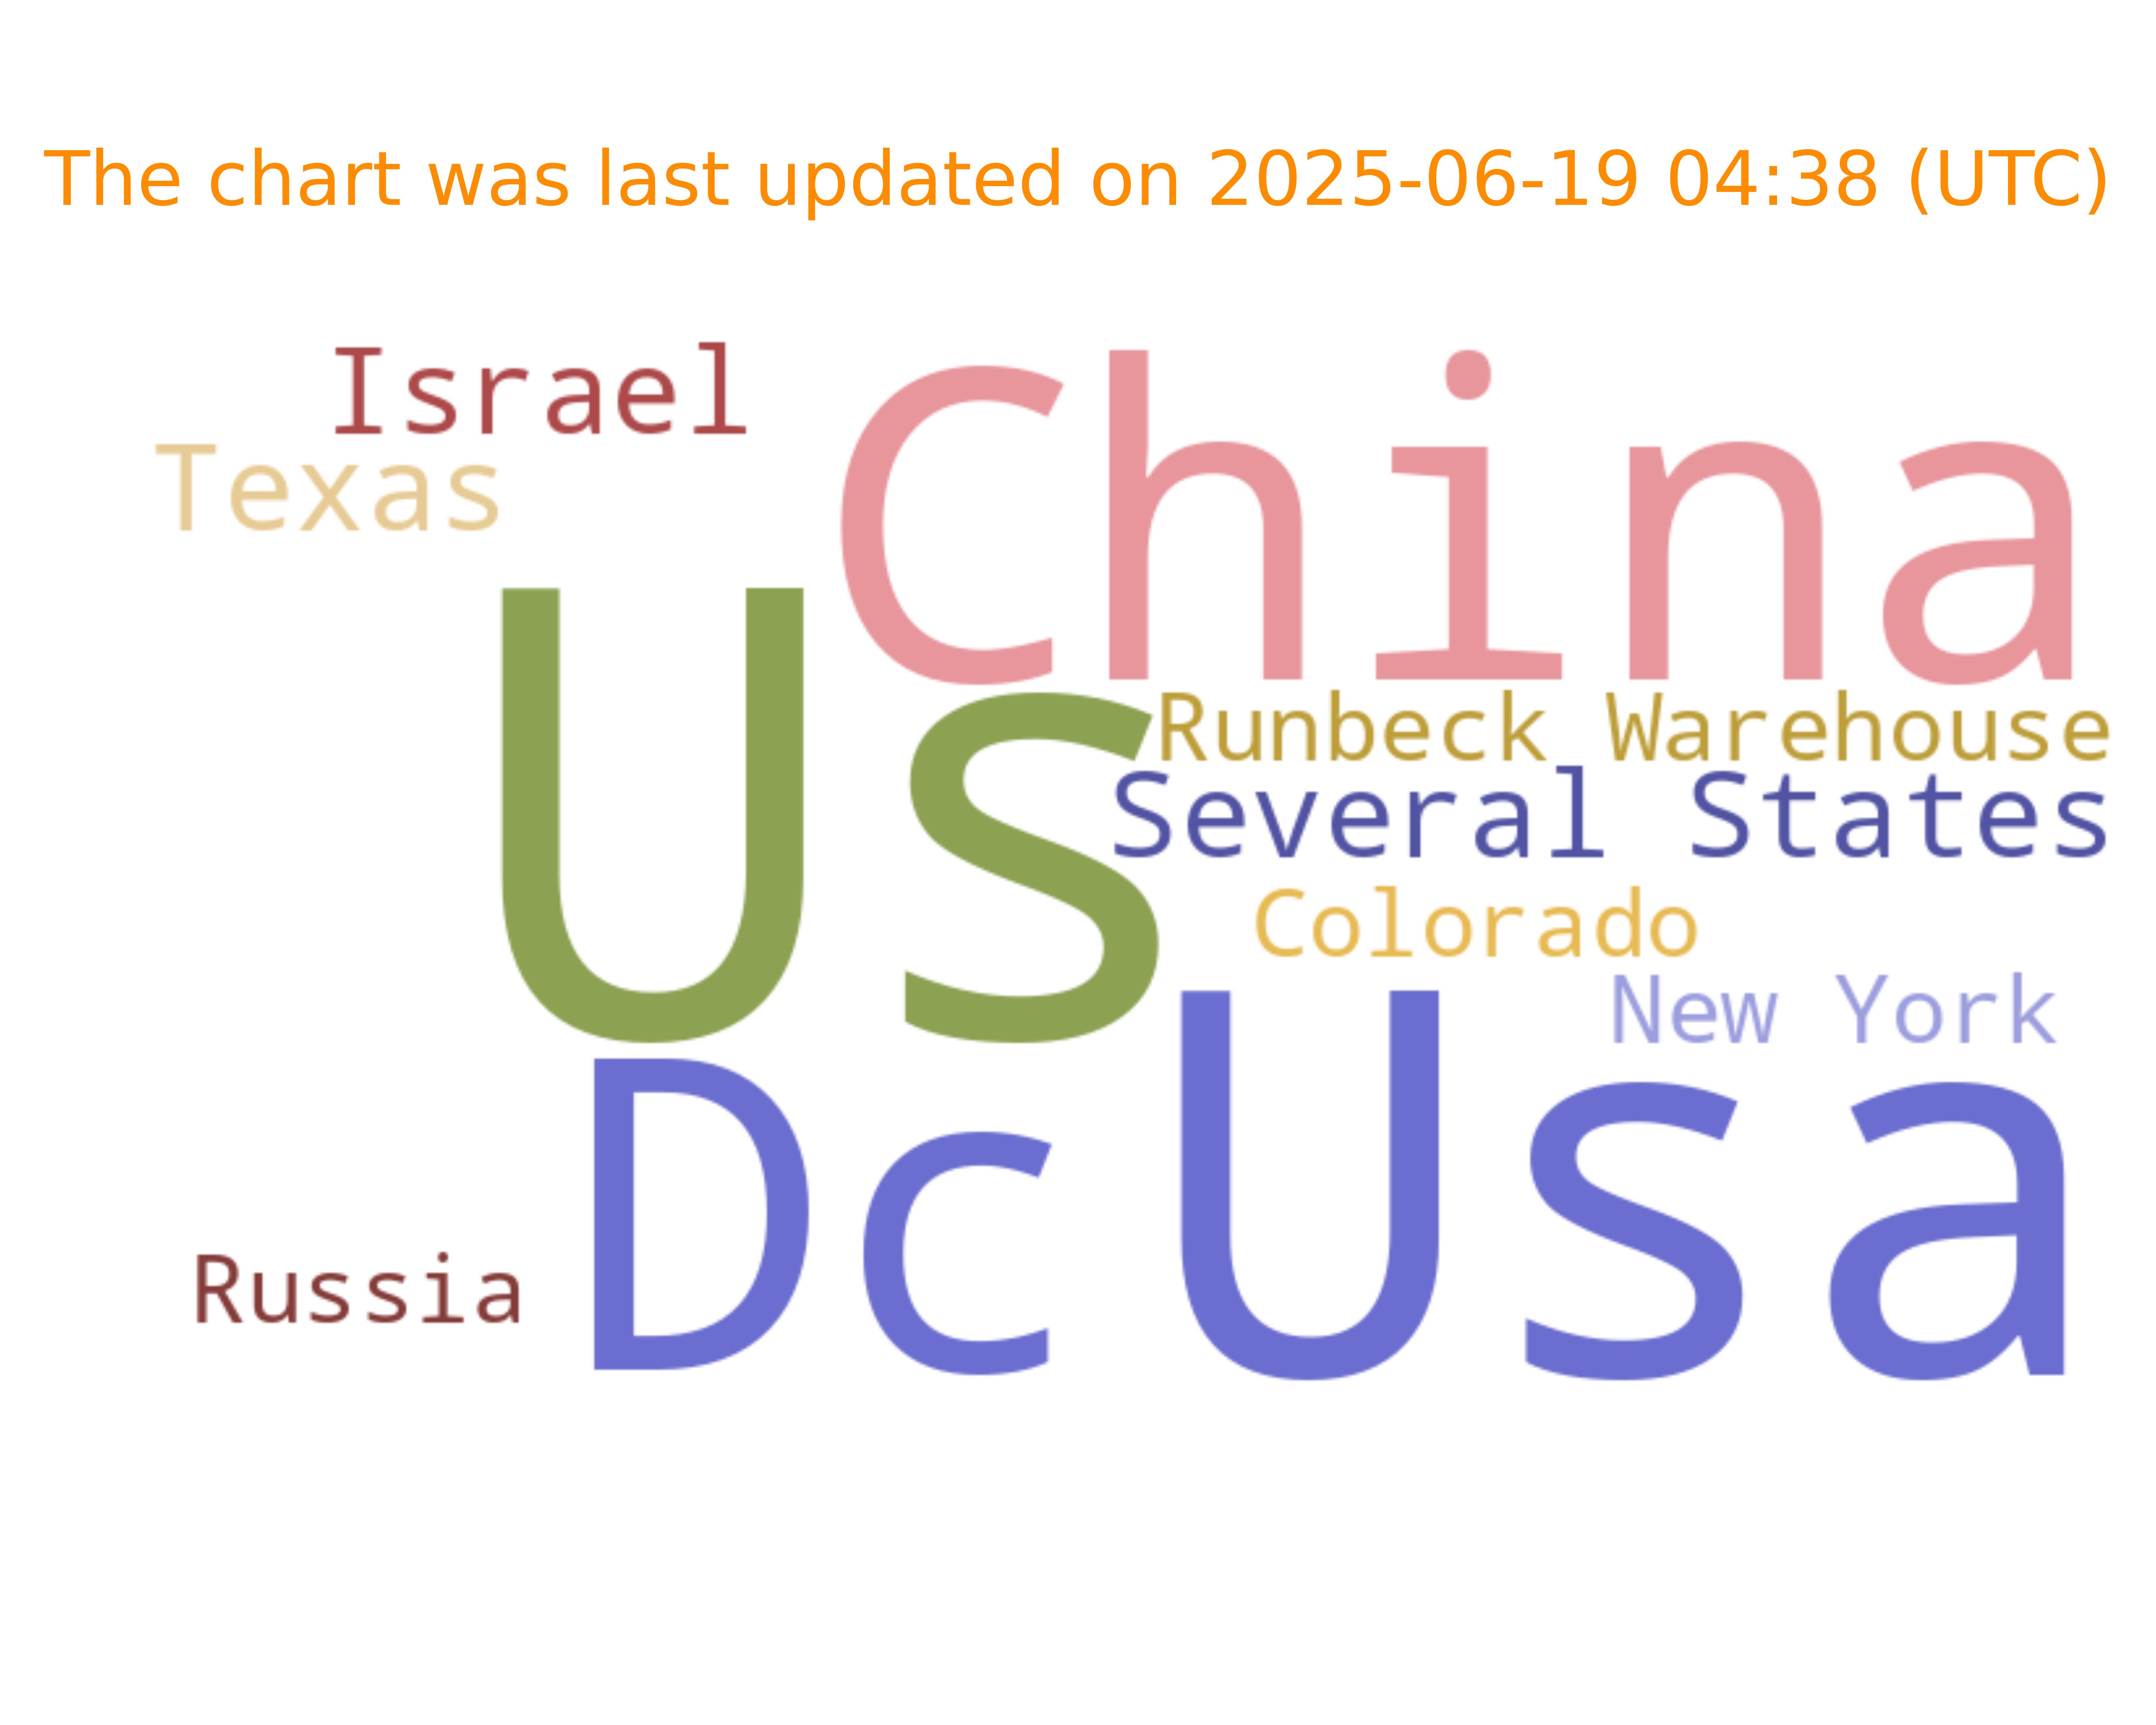 The chart was last updated on 2025-06-19 04:38 (UTC)
Israel
China
Texas
Us
Runbeck Warehouse
Several States
Colorado
New York
Dc
Usa
Russia